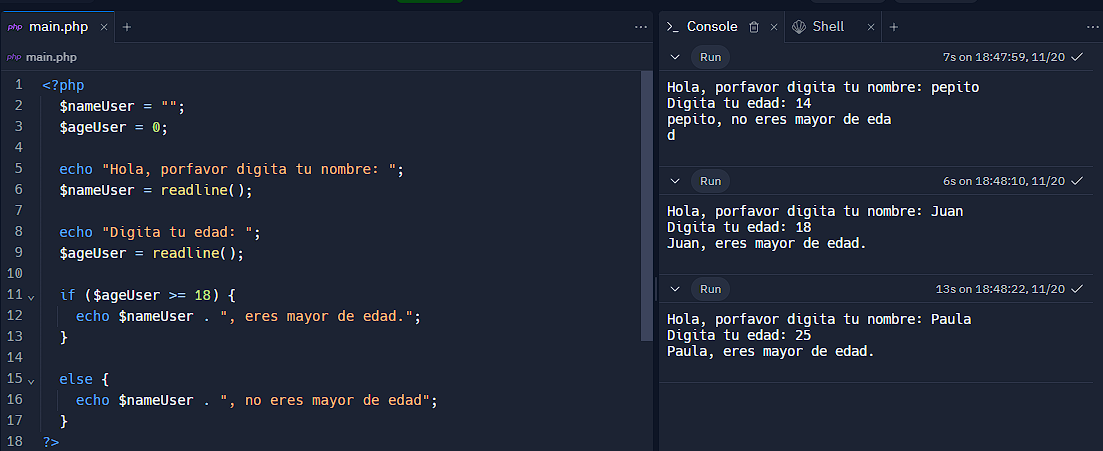 php main.php × +
php main.php
1 <?php
2 $nameUser = "";
3 $ageUser = 0;
4
5 echo "Hola, porfavor digita tu nombre: ";
6 $nameUser = readline();
7
8 echo "Digita tu edad: ";
9 $ageUser = readline();
10
11 if ($ageUser >= 18) {
12 echo $nameUser . ", eres mayor de edad.";
13 }
14
15 else {
16 echo $nameUser . ", no eres mayor de edad";
17 }
18 ?>
>_ Console × Shell × +
Run 7s on 18:47:59, 11/20
Hola, porfavor digita tu nombre: pepito
Digita tu edad: 14
pepito, no eres mayor de eda
d
Run 6s on 18:48:10, 11/20
Hola, porfavor digita tu nombre: Juan
Digita tu edad: 18
Juan, eres mayor de edad.
Run 13s on 18:48:22, 11/20
Hola, porfavor digita tu nombre: Paula
Digita tu edad: 25
Paula, eres mayor de edad.